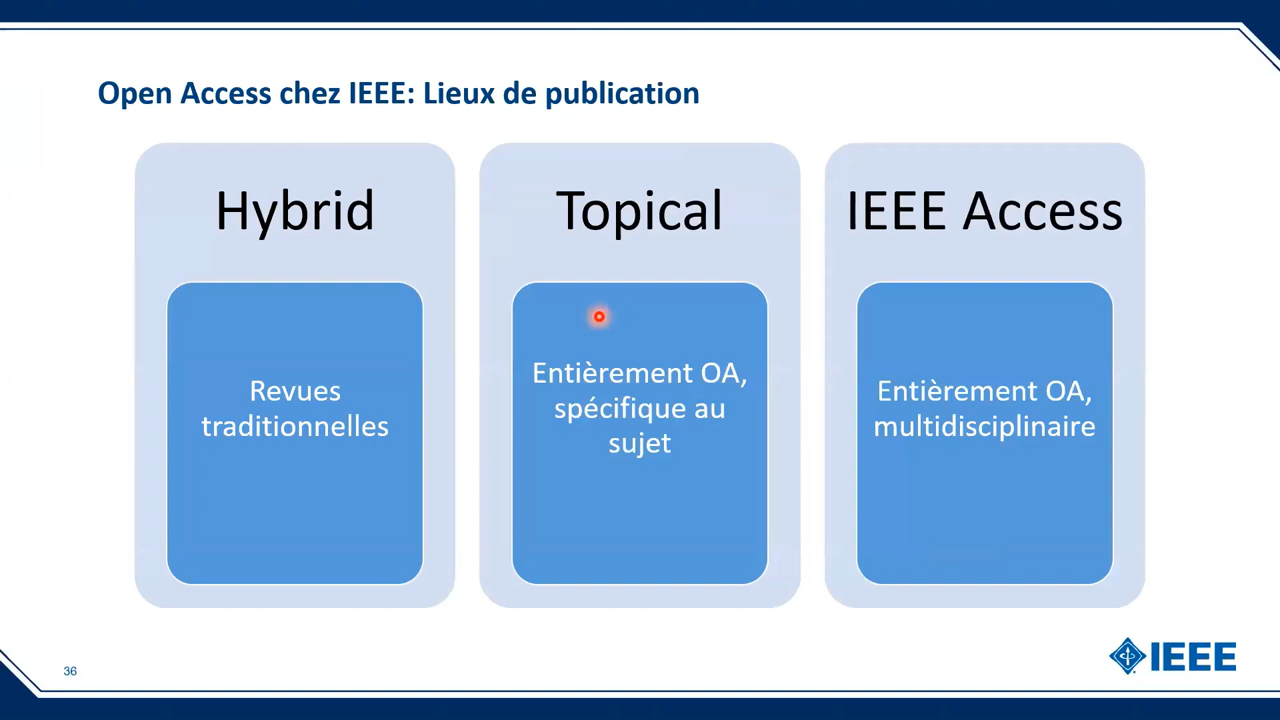 Open Access chez IEEE: Lieux de publication
Hybrid
Revues
traditionnelles
Topical
Entièrement OA,
spécifique au
sujet
IEEE Access
Entièrement OA,
multidisciplinaire
36
IEEE